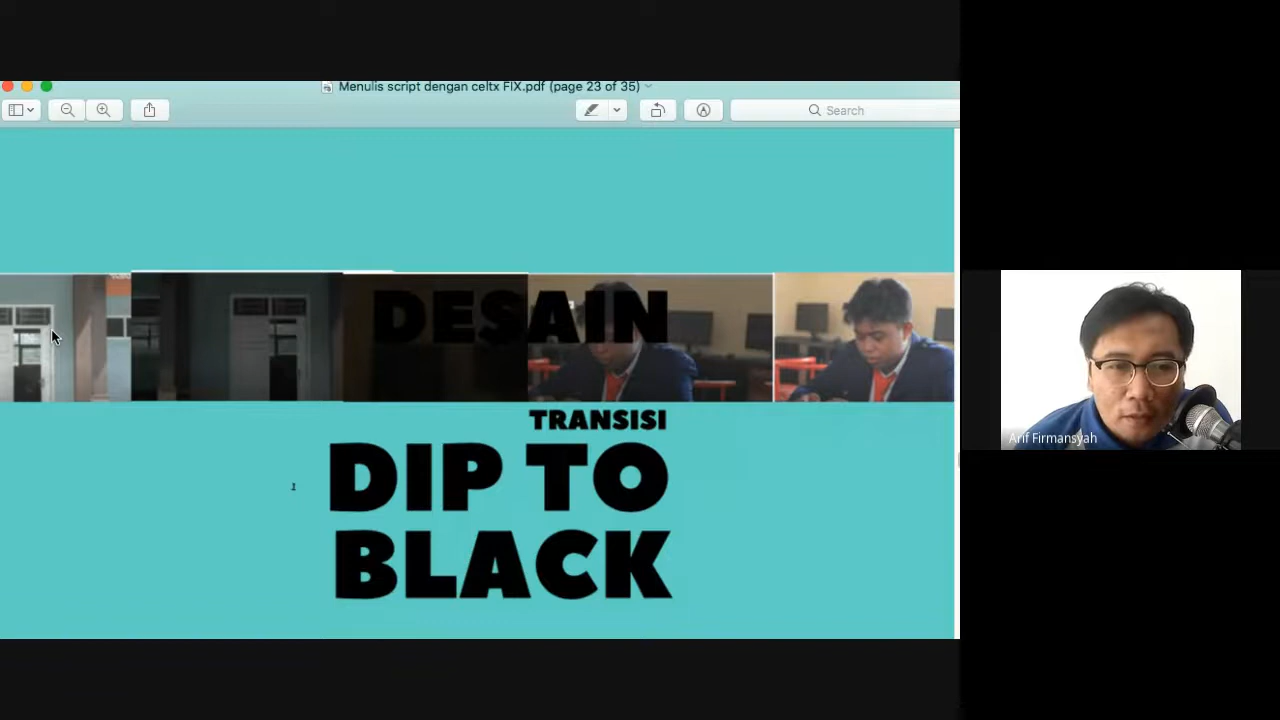 Menulis script dengan celtx FIX.pdf (page 23 of 35)
Search
DESAIN
TRANSISI
DIP TO
BLACK
Arif Firmansyah